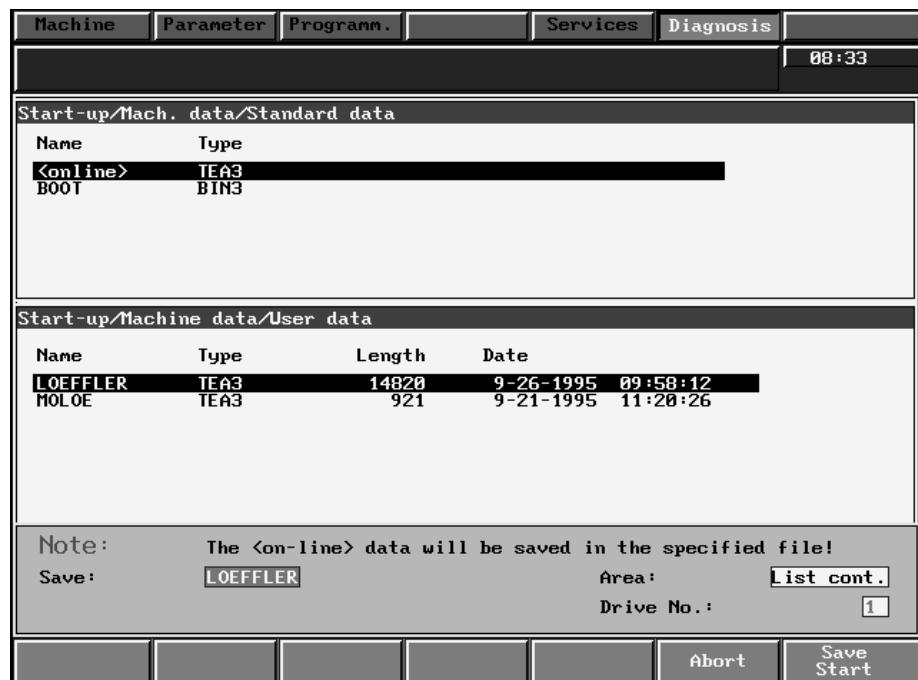 Machine Parameter Programm. Services Diagnosis
08:33
Start-up/Mach. data/Standard data
Name Type
<online> TEA3
BOOT BIN3
Start-up/Machine data/User data
Name Type Length Date
LOEFFLER TEA3 14820 9-26-1995 09:58:12
MOLOE TEA3 921 9-21-1995 11:20:26
Note: The <on-line> data will be saved in the specified file!
Save: LOEFFLER Area: List cont.
Drive No.: 1
Abort Save
Start